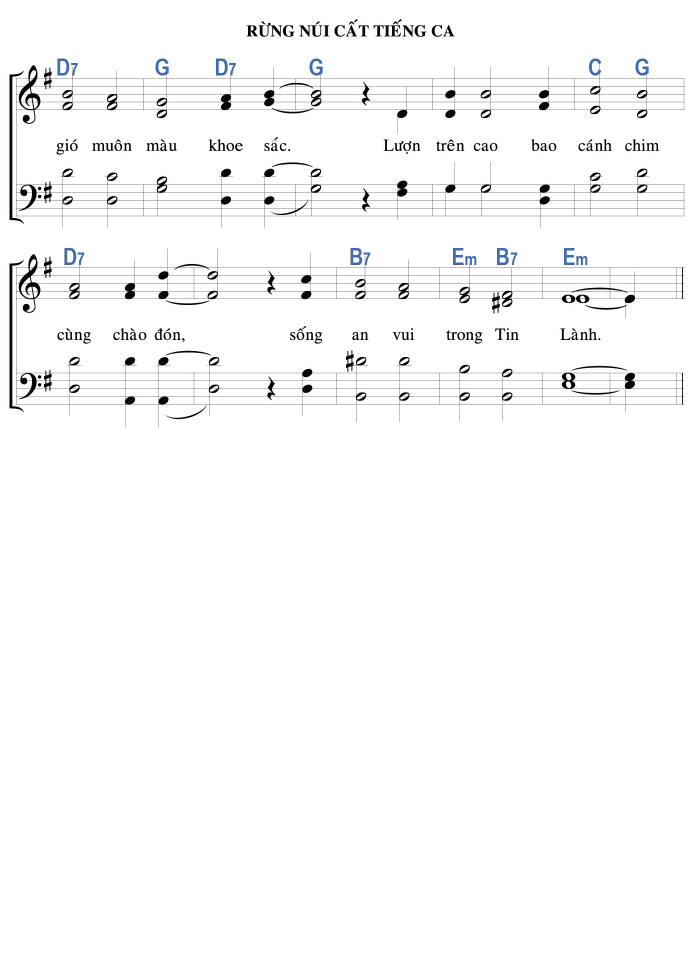 RỪNG NÚI CẤT TIẾNG CA
D7 G D7 G C G
gió muôn màu khoe sắc. Lượn trên cao bao cánh chim
D7 B7 Em B7 Em
cùng chào đón, sống an vui trong Tin Lành.